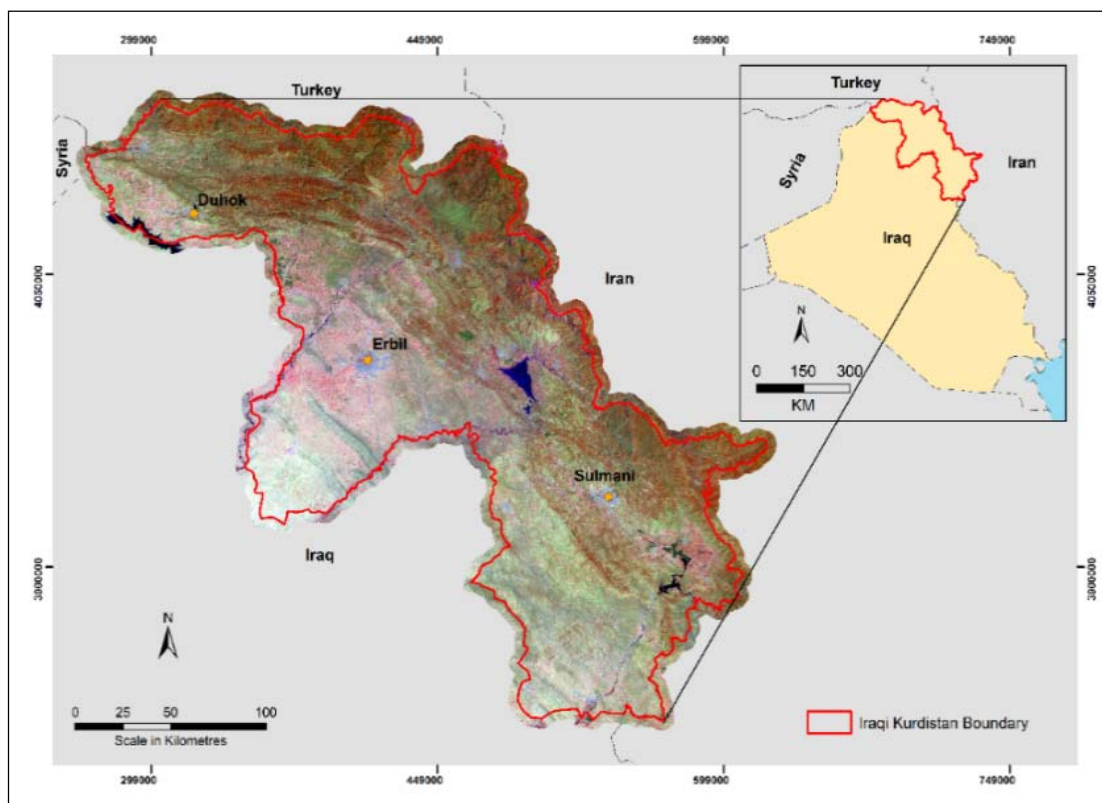 299000 449000 599000 749000
Turkey
Syria
Duhok
Iran
Erbil
Sulmani
Iraq
4050000
3900000
4050000
3900000
N
0 25 50 100
Scale in Kilometres
Iraqi Kurdistan Boundary
299000 449000 599000 749000
Turkey
Syria
Iran
Iraq
N
0 150 300
KM